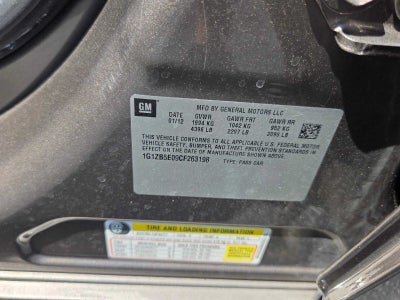 GM
MFD BY GENERAL MOTORS LLC
DATE GVWR GAWR FRT GAWR RR
01/12 1994 KG 1042 KG 952 KG
4396 LB 2297 LB 2099 LB
THIS VEHICLE CONFORMS TO ALL APPLICABLE U.S. FEDERAL MOTOR
VEHICLE SAFETY, BUMPER, AND THEFT PREVENTION STANDARDS IN
EFFECT ON THE DATE OF MANUFACTURE SHOWN ABOVE.
1G1ZB5E09CF263198 TYPE: PASS CAR
TIRE AND LOADING INFORMATION